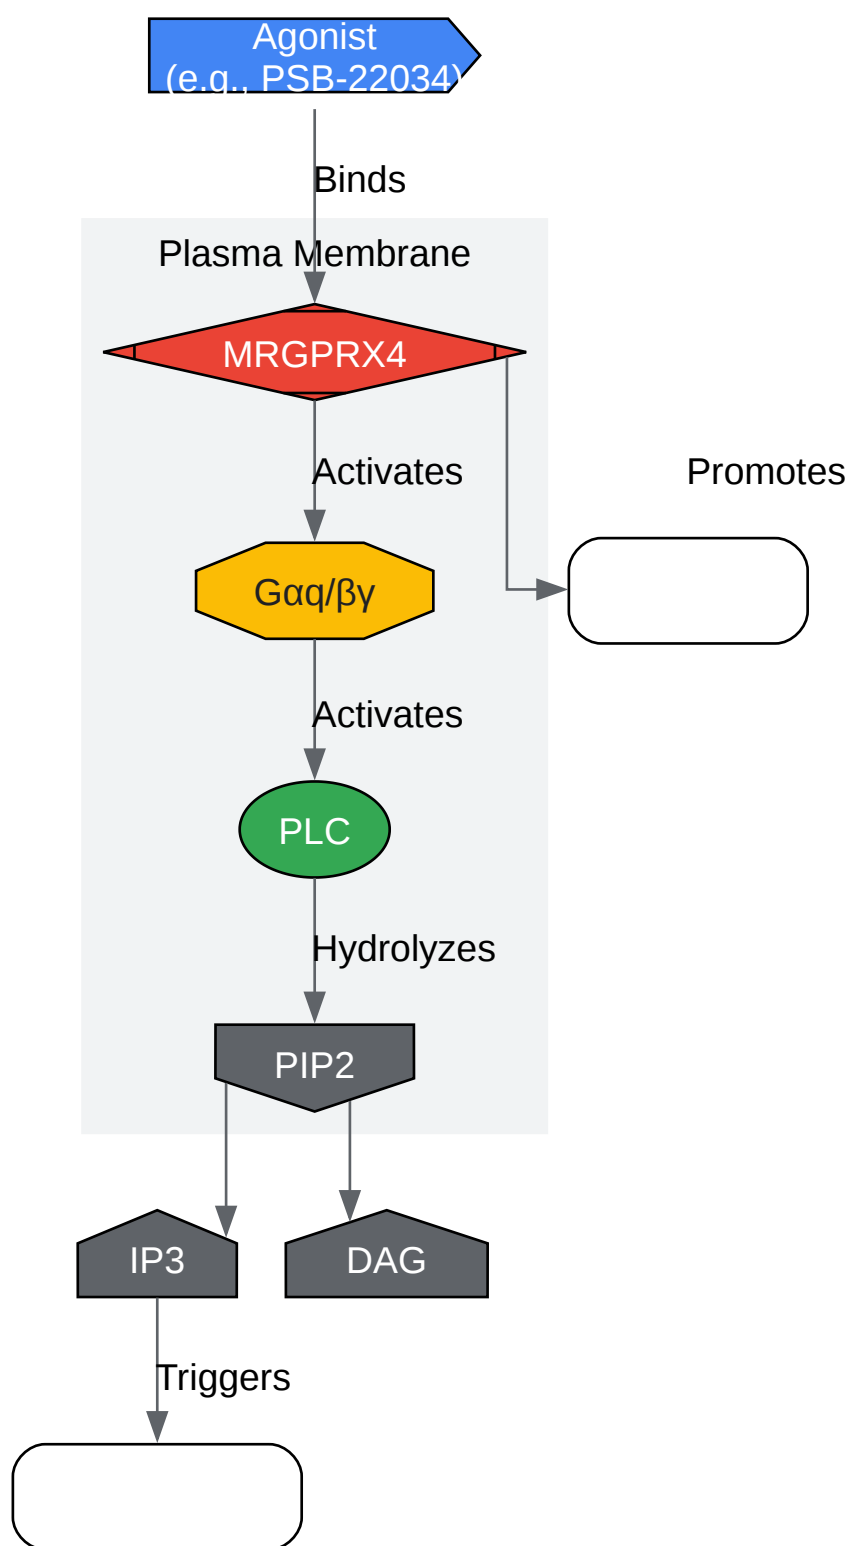 Agonist
(e.g., PSB-22034)
Binds
Plasma Membrane
MRGPRX4
Activates
Promotes
Gαq/βγ
Activates
PLC
Hydrolyzes
PIP2
IP3
DAG
Triggers